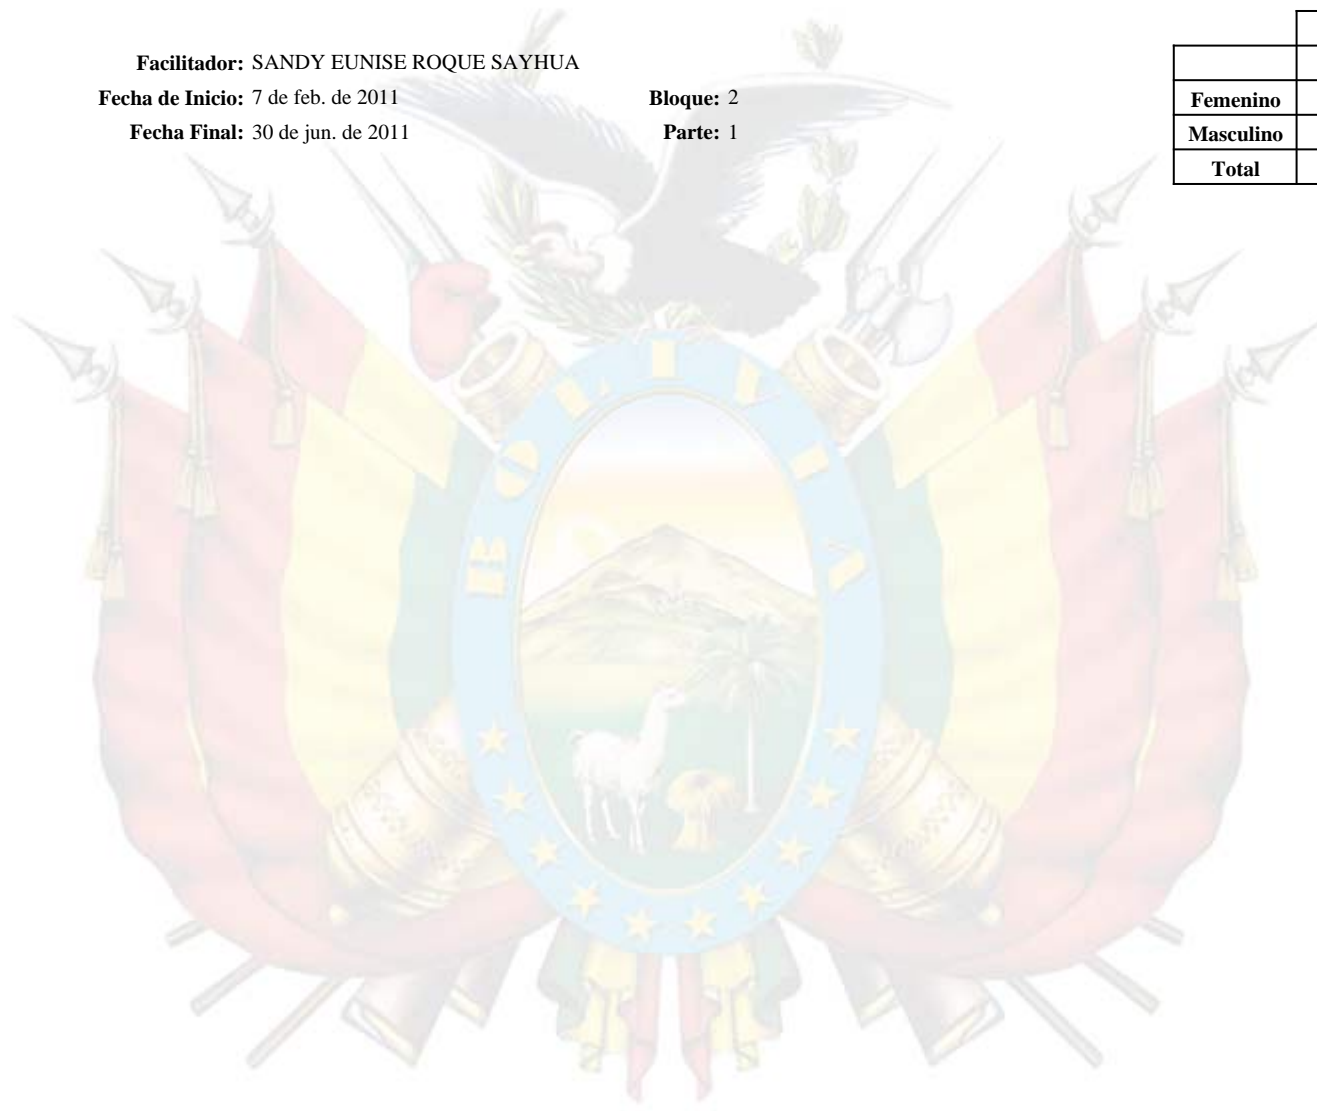 Facilitador: SANDY EUNISE ROQUE SAYHUA
Fecha de Inicio: 7 de feb. de 2011 Bloque: 2
Fecha Final: 30 de jun. de 2011 Parte: 1
Femenino
Masculino
Total
BOLIVIA